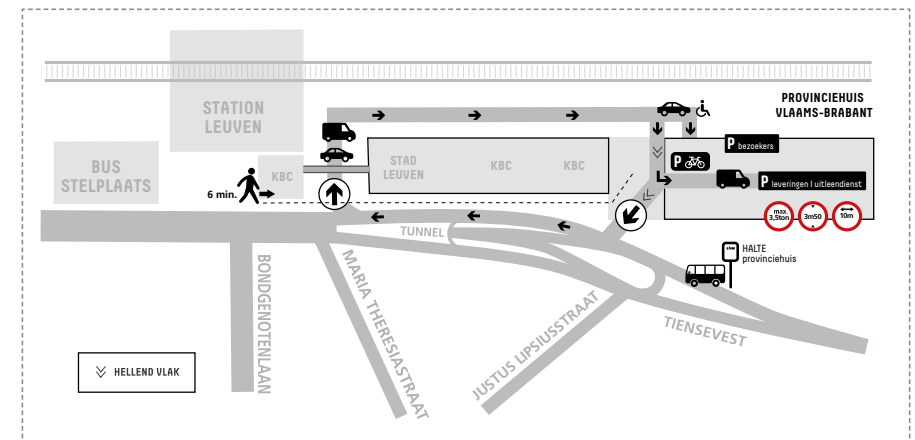 STATION
LEUVEN
PROVINCIEHUIS
VLAAMS-BRABANT
BUS
STELPLAATS
KBC
6 min.
STAD
LEUVEN
KBC
KBC
P bezoekers
P
P leveringen | uitleendienst
max.
3,5ton
3m50
10m
TUNNEL
HALTE
provinciehuis
BONDGENOTENLAAN
MARIA THERESIASTRAAT
JUSTUS LIPSIUSSTRAAT
TIENSEVEST
HELLEND VLAK